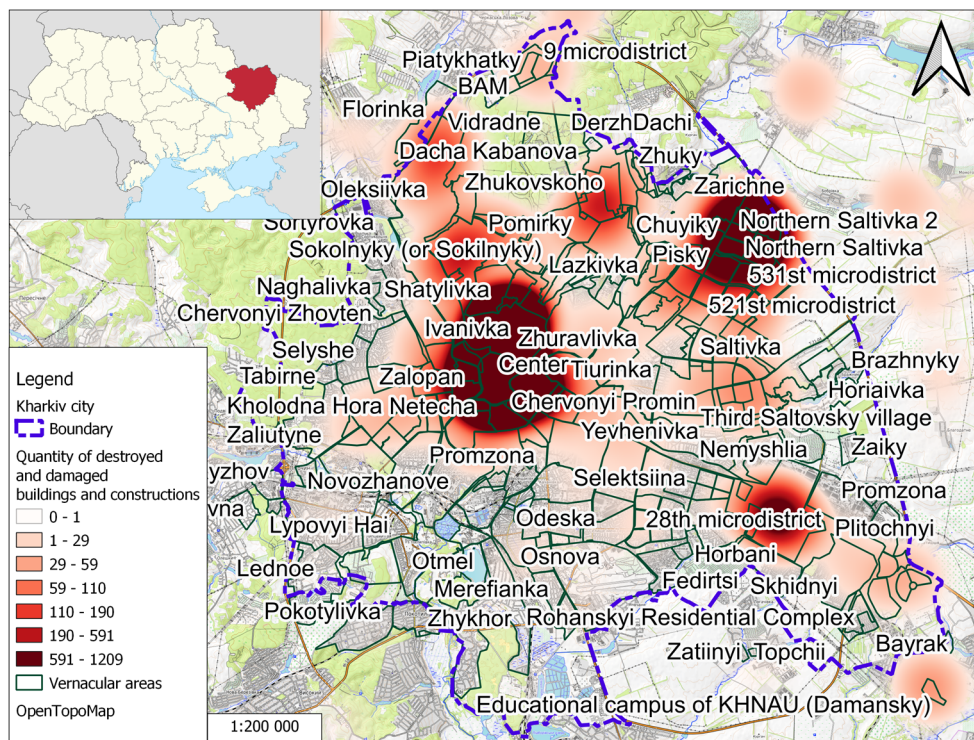 9 microdistrict
Piatykhatky
BAM
Florinka
Vidradne
DerzhDachi
Dacha Kabanova
Zhuky
Oleksiivka
Zhukovskoho
Zarichne
Sortyrovka
Pomirky
Chuyiky
Northern Saltivka 2
Sokolnyky (or Sokilnyky)
Pisky
Northern Saltivka
Lazkivka
531st microdistrict
Naghalivka
Shatylivka
Chervonyi Zhovten
521st microdistrict
Ivanivka
Zhuravlivka
Selyshe
Saltivka
Center
Tiurinka
Brazhnyky
Tabirne
Zalopan
Horiaivka
Kholodna Hora
Netecha
Chervonyi Promin
Third Saltovsky village
Zaliutyne
Yevhenivka
Nemyshlia
Zaiky
Promzona
yzhov
Novozhanove
Selektsiina
Promzona
vna
Lypovyi Hai
Odeska
28th microdistrict
Plitochnyi
Lednoe
Otmel
Osnova
Horbani
Merefianka
Fedirtsi
Skhidnyi
Pokotylivka
Zhykhor
Rohanskyi Residential Complex
Zatiinyi
Topchii
Bayrak
Educational campus of KHNAU (Damansky)
Legend
Kharkiv city
Boundary
Quantity of destroyed
and damaged
buildings and constructions
0 - 1
1 - 29
29 - 59
59 - 110
110 - 190
190 - 591
591 - 1209
Vernacular areas
OpenTopoMap
1:200 000